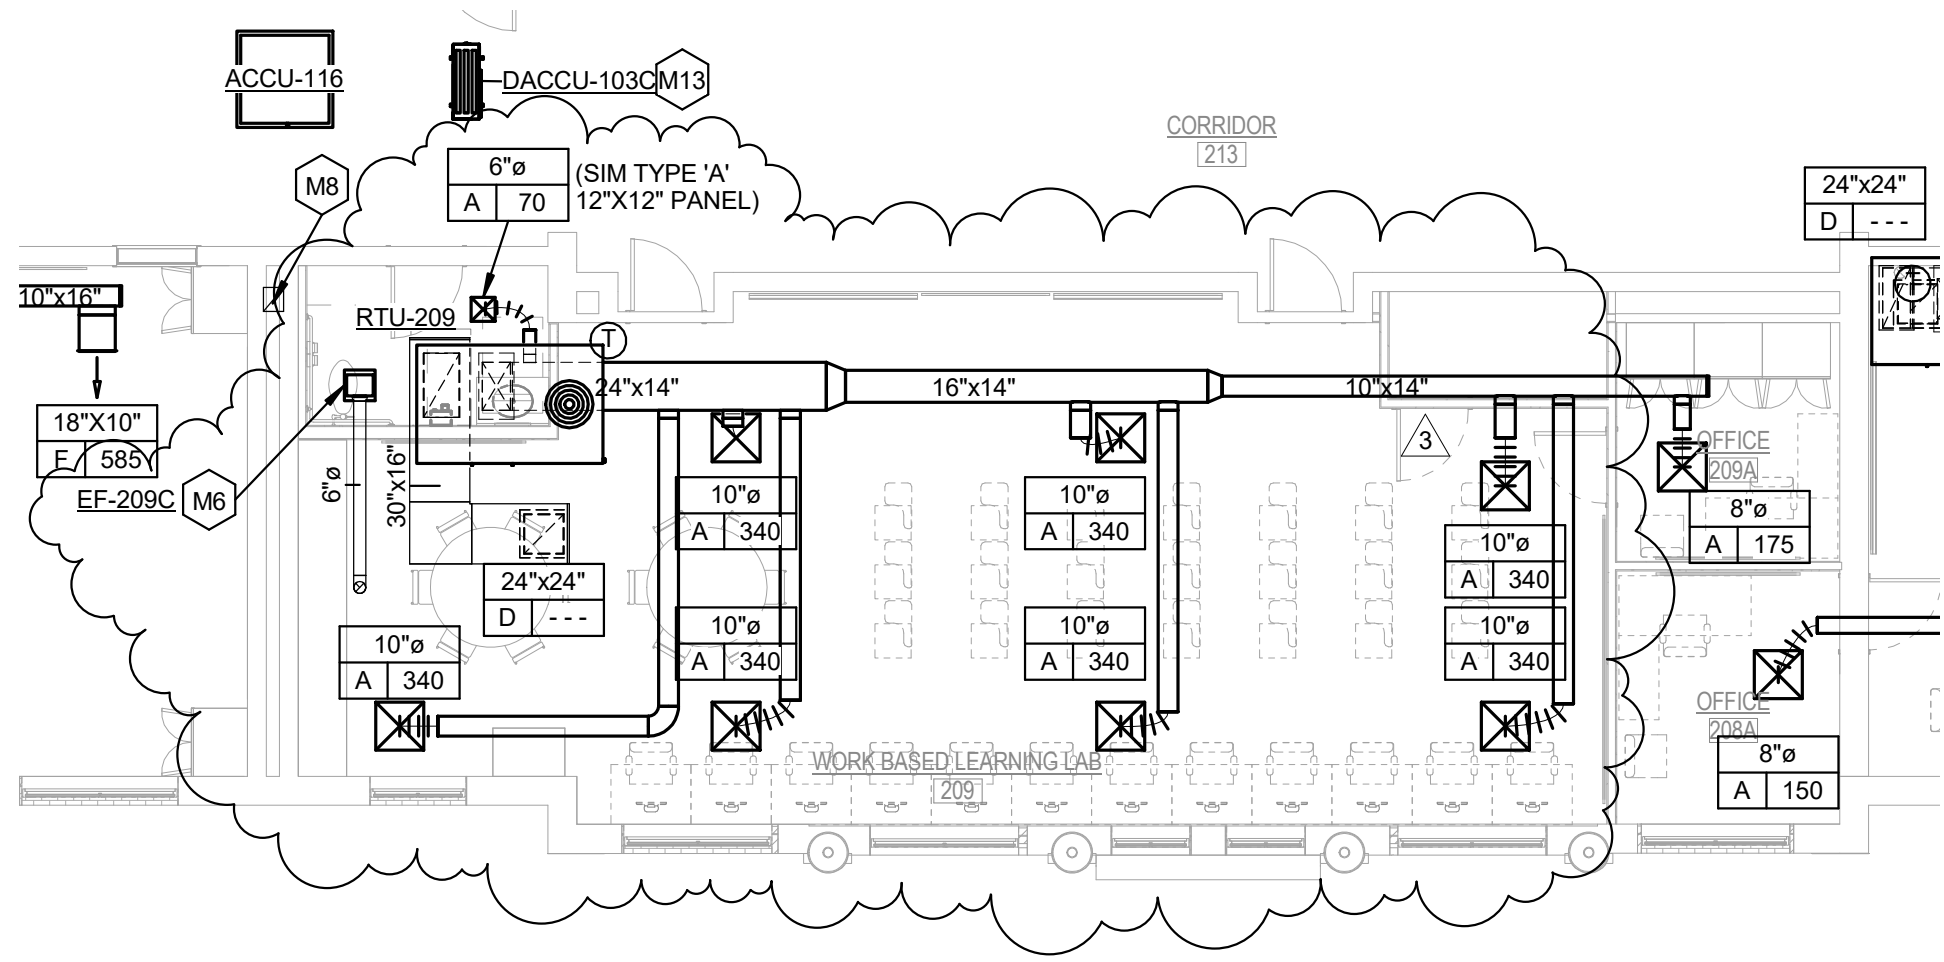 ACCU-116
DACCU-103C
M13
CORRIDOR
213
M8
6"ø
A 70
(SIM TYPE 'A'
12"X12" PANEL)
24"x24"
D ---
10"x16"
RTU-209
T
24"x14"
16"x14"
10"x14"
18"X10"
F 585
EF-209C
M6
6"ø
30"x16"
3
OFFICE
209A
10"ø
A 340
10"ø
A 340
10"ø
A 340
8"ø
A 175
24"x24"
D ---
10"ø
A 340
10"ø
A 340
10"ø
A 340
10"ø
A 340
OFFICE
208A
8"ø
A 150
WORK BASED LEARNING LAB
209